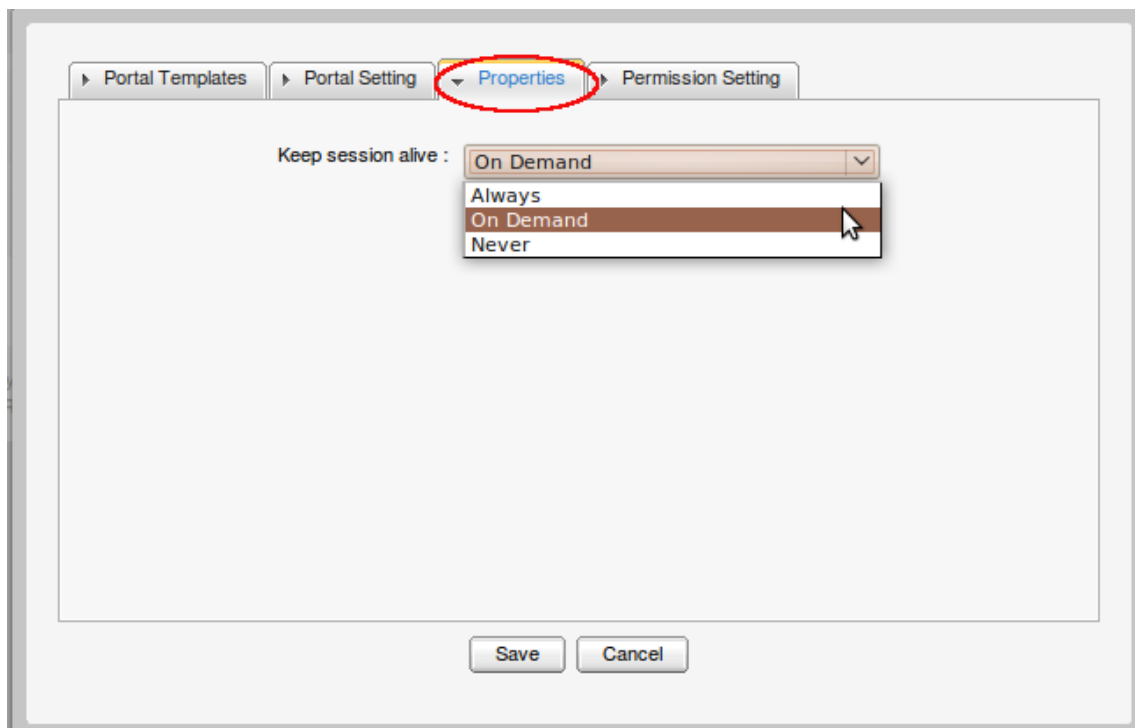 Portal Templates Portal Setting Properties Permission Setting
Keep session alive : On Demand
Always
On Demand
Never
Save Cancel